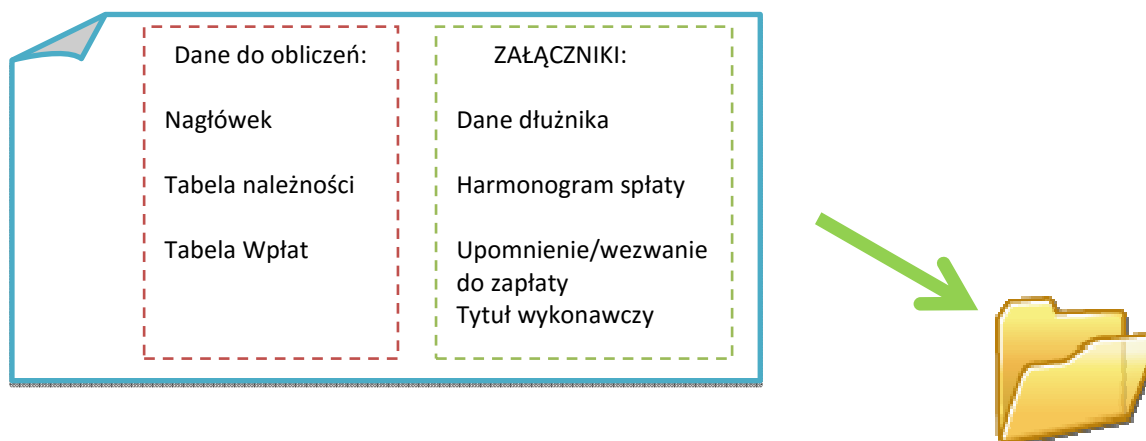 Dane do obliczeń:
Nagłówek
Tabela należności
Tabela Wpłat
ZAŁĄCZNIKI:
Dane dłużnika
Harmonogram spłaty
Upomnienie/wezwanie
do zapłaty
Tytuł wykonawczy